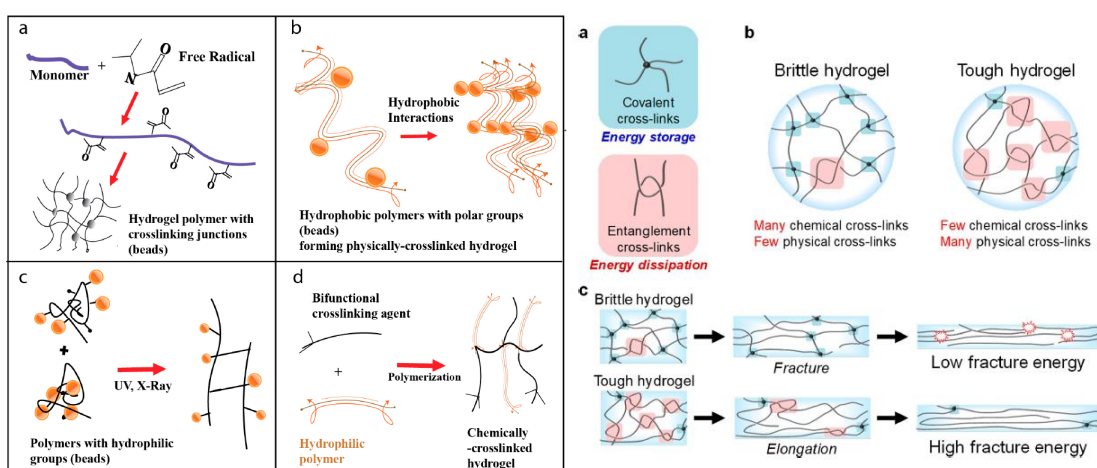 a
Monomer
+
N
O
Free Radical
O
O
O
O
Hydrogel polymer with
crosslinking junctions
(beads)
b
Hydrophobic
Interactions
Hydrophobic polymers with polar groups
(beads)
forming physically-crosslinked hydrogel
c
+
UV, X-Ray
Polymers with hydrophilic
groups (beads)
d
Bifunctional
crosslinking agent
+
Polymerization
Hydrophilic
polymer
Chemically
-crosslinked
hydrogel
a
Covalent
cross-links
Energy storage
Entanglement
cross-links
Energy dissipation
b
Brittle hydrogel
Many chemical cross-links
Few physical cross-links
Tough hydrogel
Few chemical cross-links
Many physical cross-links
c
Brittle hydrogel
Fracture
Low fracture energy
Tough hydrogel
Elongation
High fracture energy